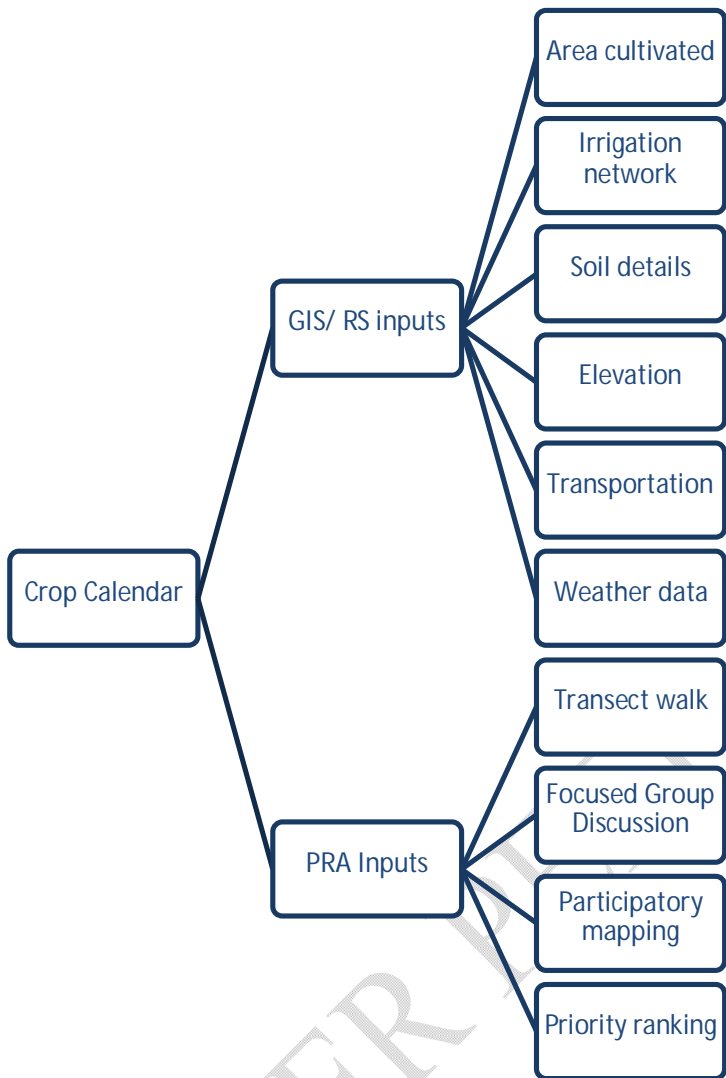 Area cultivated
Irrigation
network
Soil details
GIS/ RS inputs
Elevation
Transportation
Crop Calendar
Weather data
Transect walk
Focused Group
Discussion
PRA Inputs
Participatory
mapping
Priority ranking